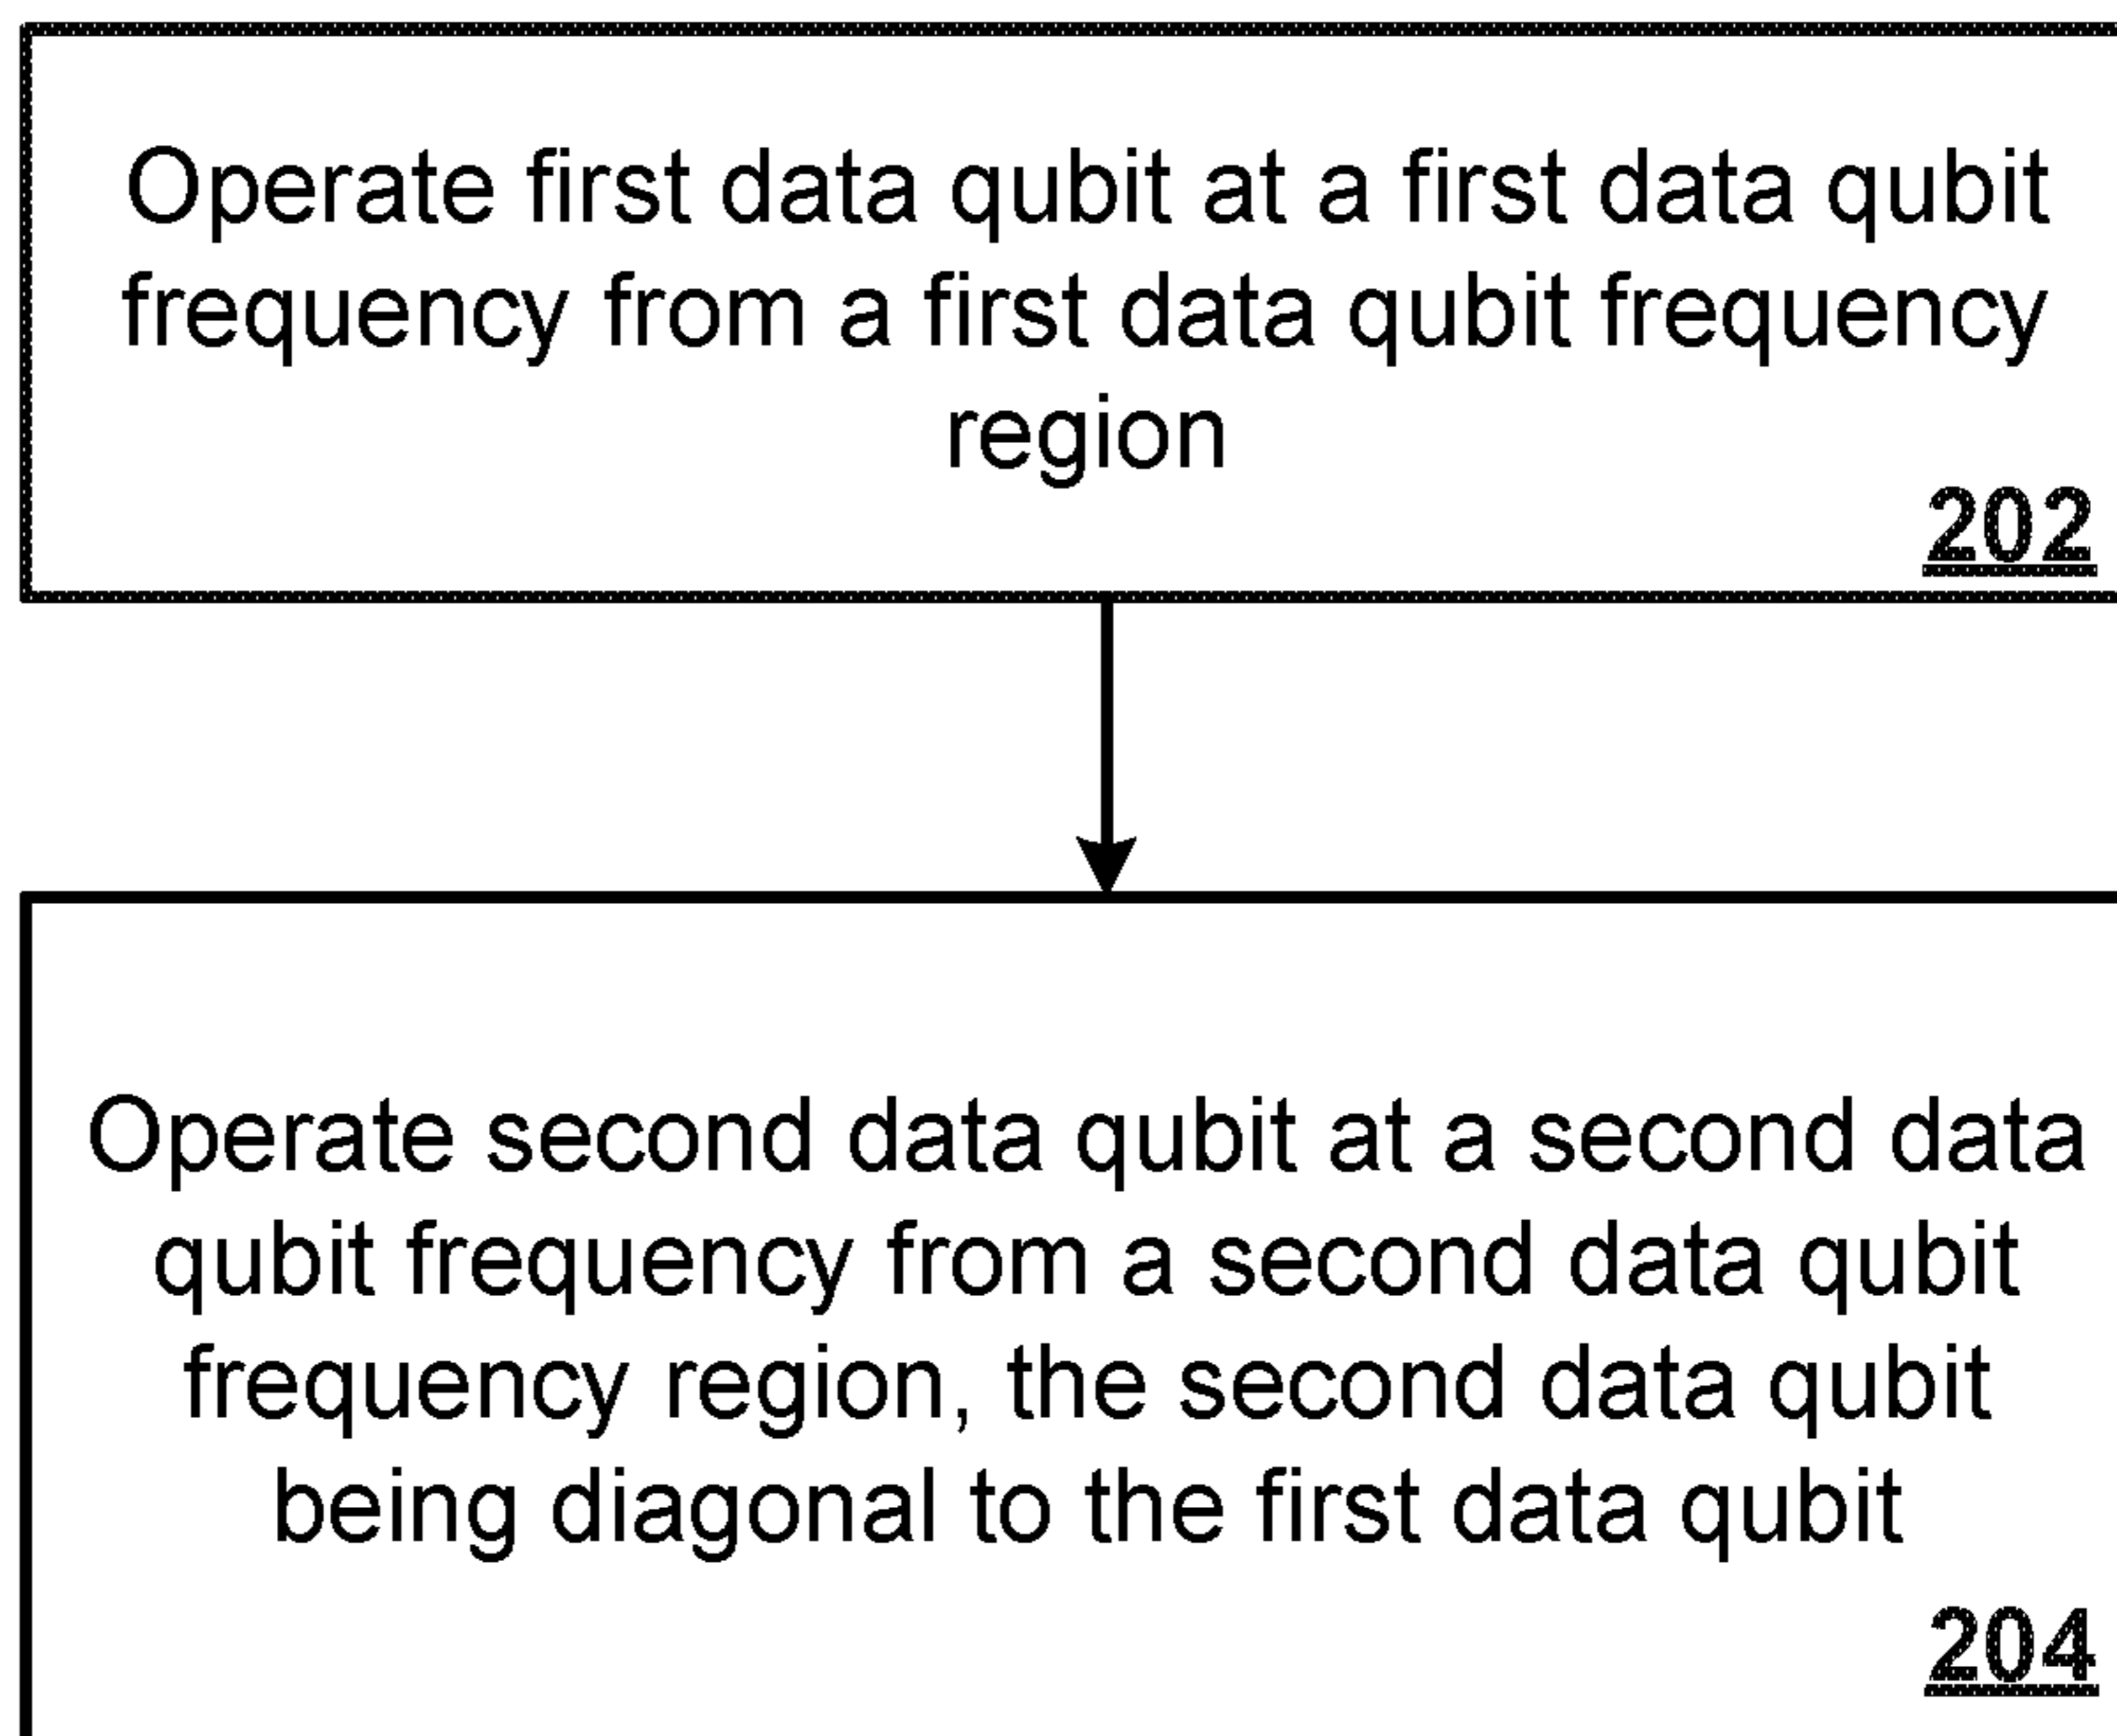 Operate first data qubit at a first data qubit
frequency from a first data qubit frequency
region
202
Operate second data qubit at a second data
qubit frequency from a second data qubit
frequency region, the second data qubit
being diagonal to the first data qubit
204